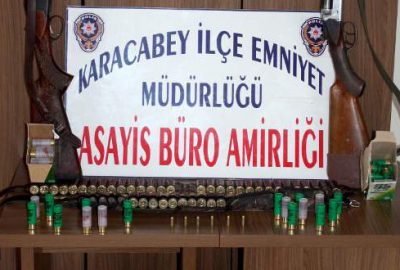 KARACABEY İLÇE EMNİYET
MÜDÜRLÜĞÜ
ASAYİS BÜRO AMİRLİĞİ